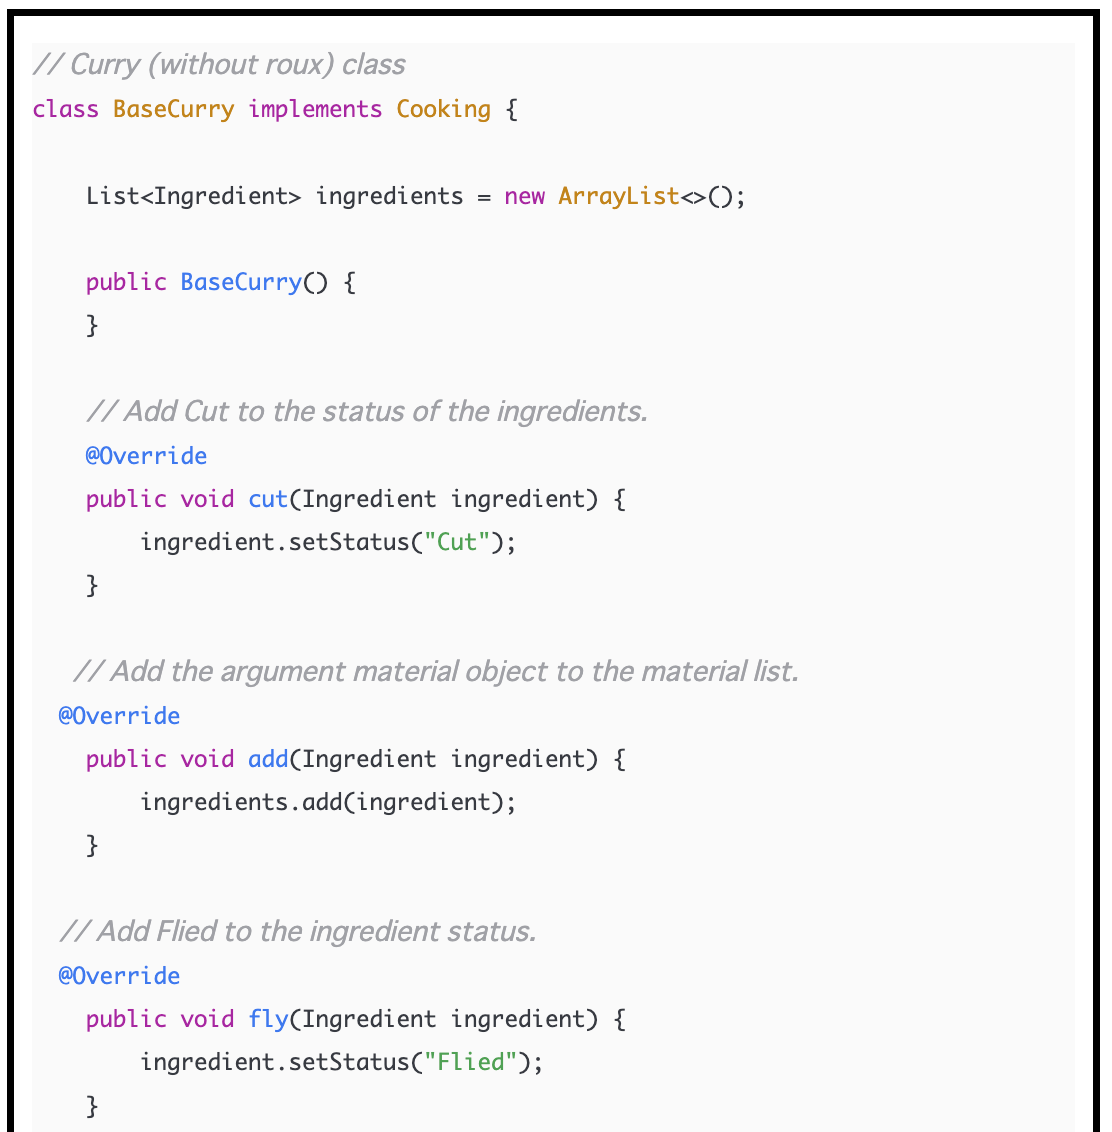 // Curry (without roux) class
class BaseCurry implements Cooking {
List<Ingredient> ingredients = new ArrayList<>();
public BaseCurry() {
}
// Add Cut to the status of the ingredients.
@Override
public void cut(Ingredient ingredient) {
ingredient.setStatus("Cut");
}
// Add the argument material object to the material list.
@Override
public void add(Ingredient ingredient) {
ingredients.add(ingredient);
}
// Add Flied to the ingredient status.
@Override
public void fly(Ingredient ingredient) {
ingredient.setStatus("Flied");
}